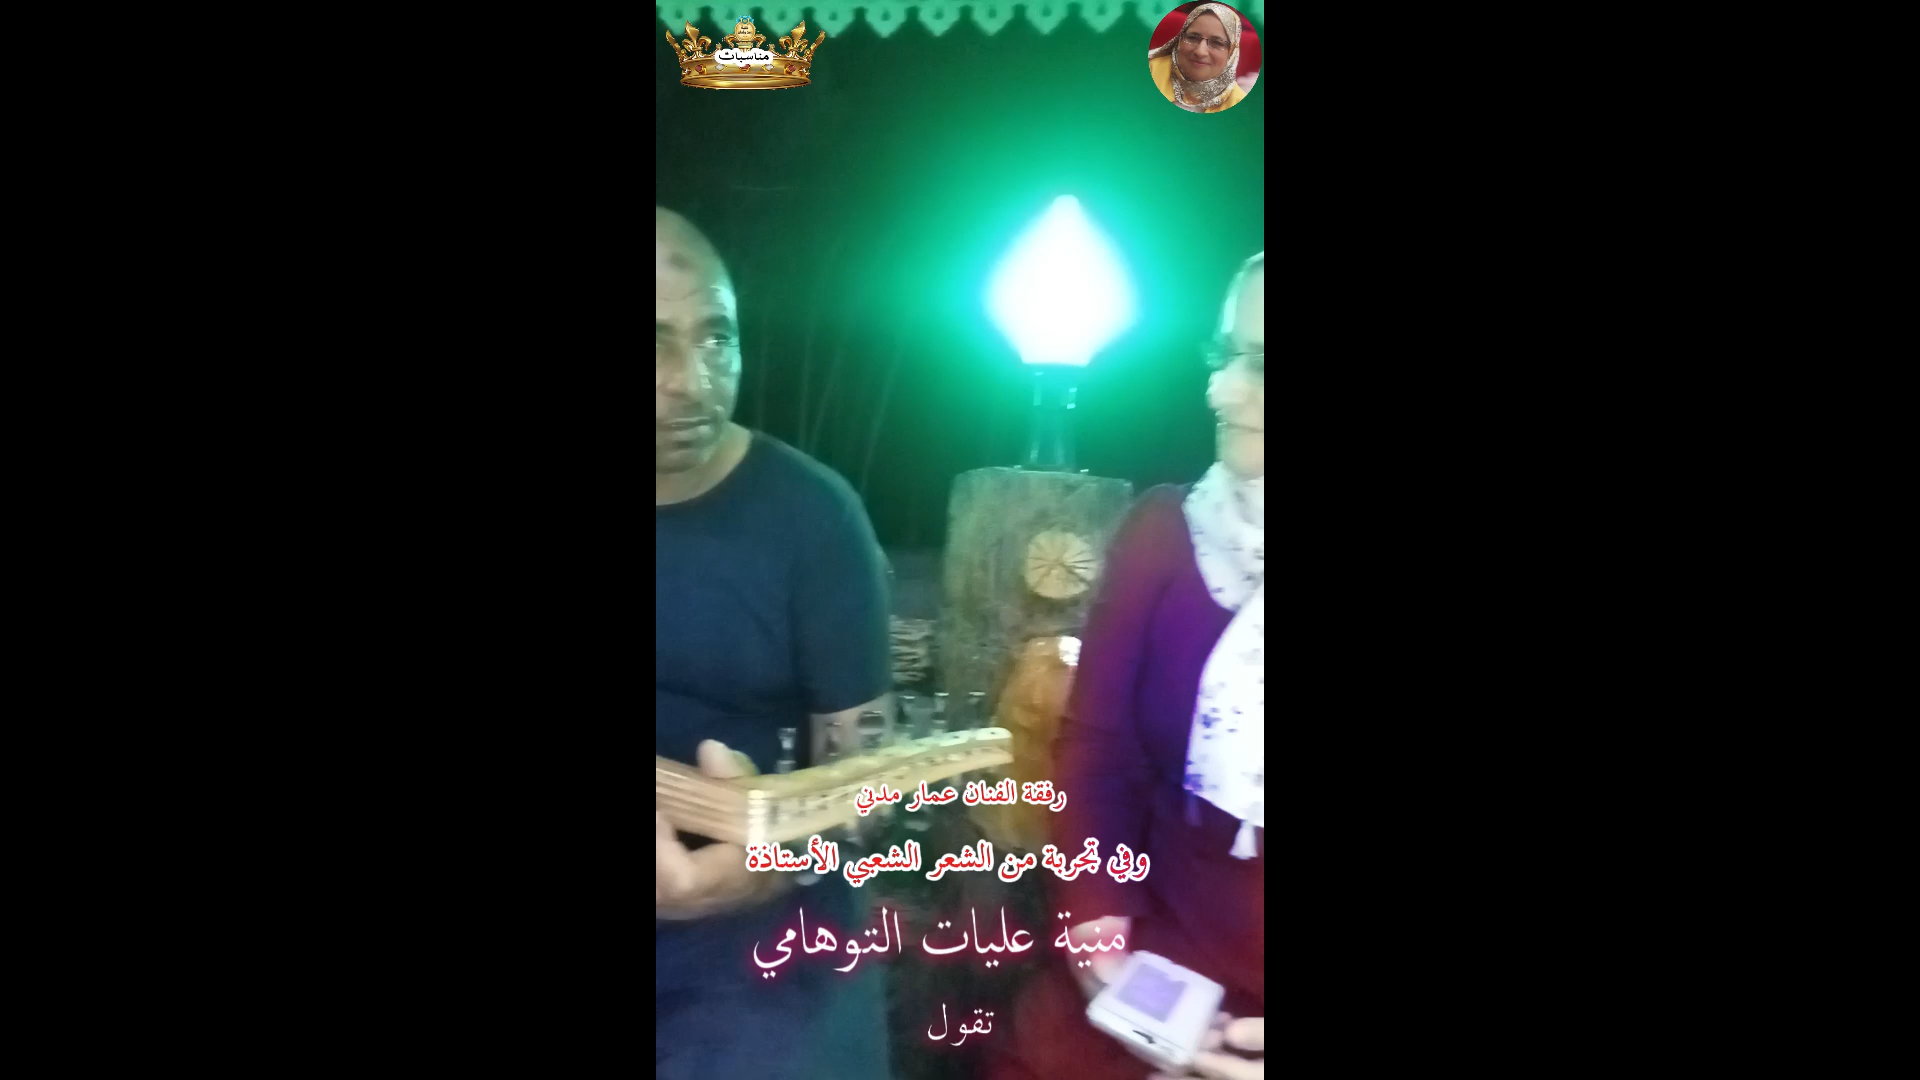 مناسبات
رفقة الفنان عمار مدني
وفي تجربة من الشعر الشعبي الأستاذة
منية عليات التوهامي
تقول